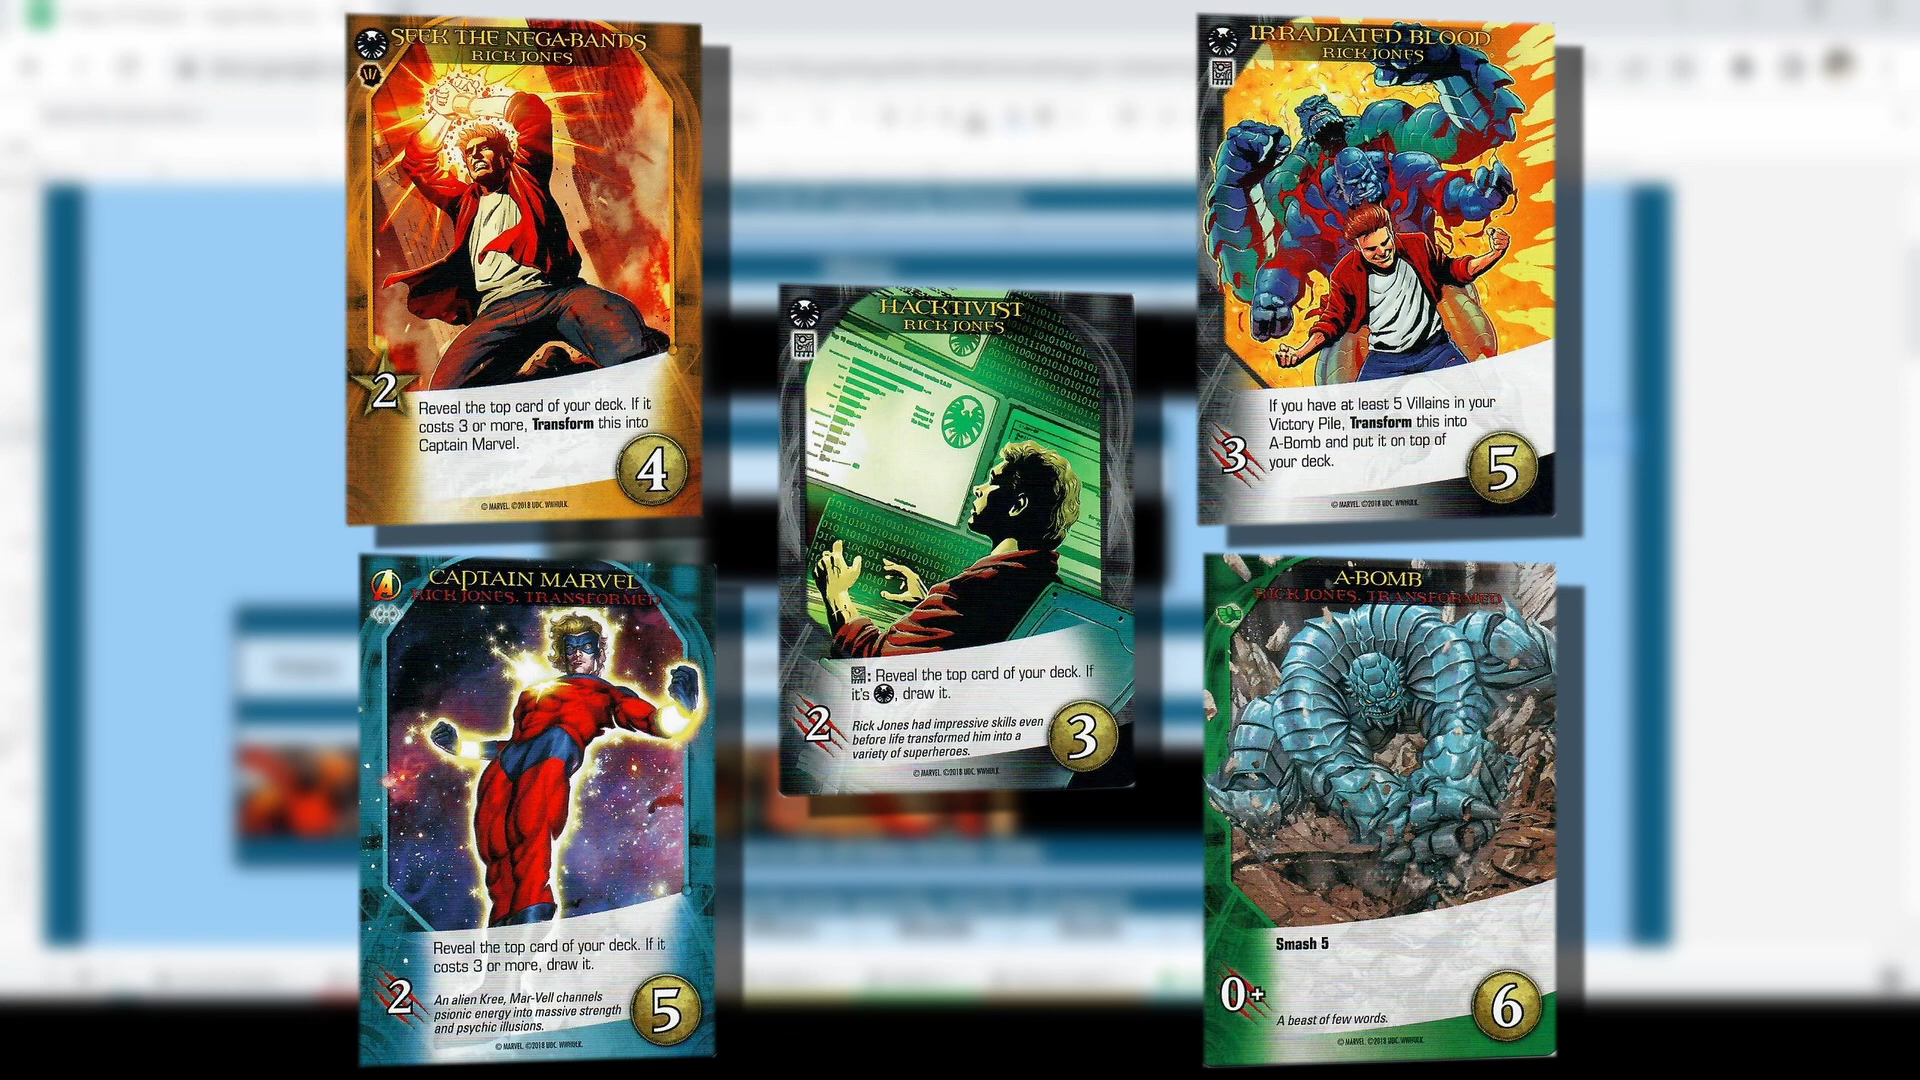 SEEK THE NEGA-BANDS
RICK JONES
2
Reveal the top card of your deck. If it
costs 3 or more, Transform this into
Captain Marvel.
4
© MARVEL. ©2018 UDC. WWHULK.
CAPTAIN MARVEL
RICK JONES, TRANSFORMED
Reveal the top card of your deck. If it
costs 3 or more, draw it.
2
An alien Kree, Mar-Vell channels
psionic energy into massive strength
and psychic illusions.
5
© MARVEL. ©2018 UDC. WWHULK.
HACKTIVIST
RICK JONES
: Reveal the top card of your deck. If
it's , draw it.
2
Rick Jones had impressive skills even
before life transformed him into a
variety of superheroes.
3
© MARVEL. ©2018 UDC. WWHULK.
IRRADIATED BLOOD
RICK JONES
If you have at least 5 Villains in your
Victory Pile, Transform this into
A-Bomb and put it on top of
your deck.
3
5
© MARVEL. ©2018 UDC. WWHULK.
A-BOMB
RICK JONES, TRANSFORMED
Smash 5
0+
6
A beast of few words.
© MARVEL. ©2018 UDC. WWHULK.